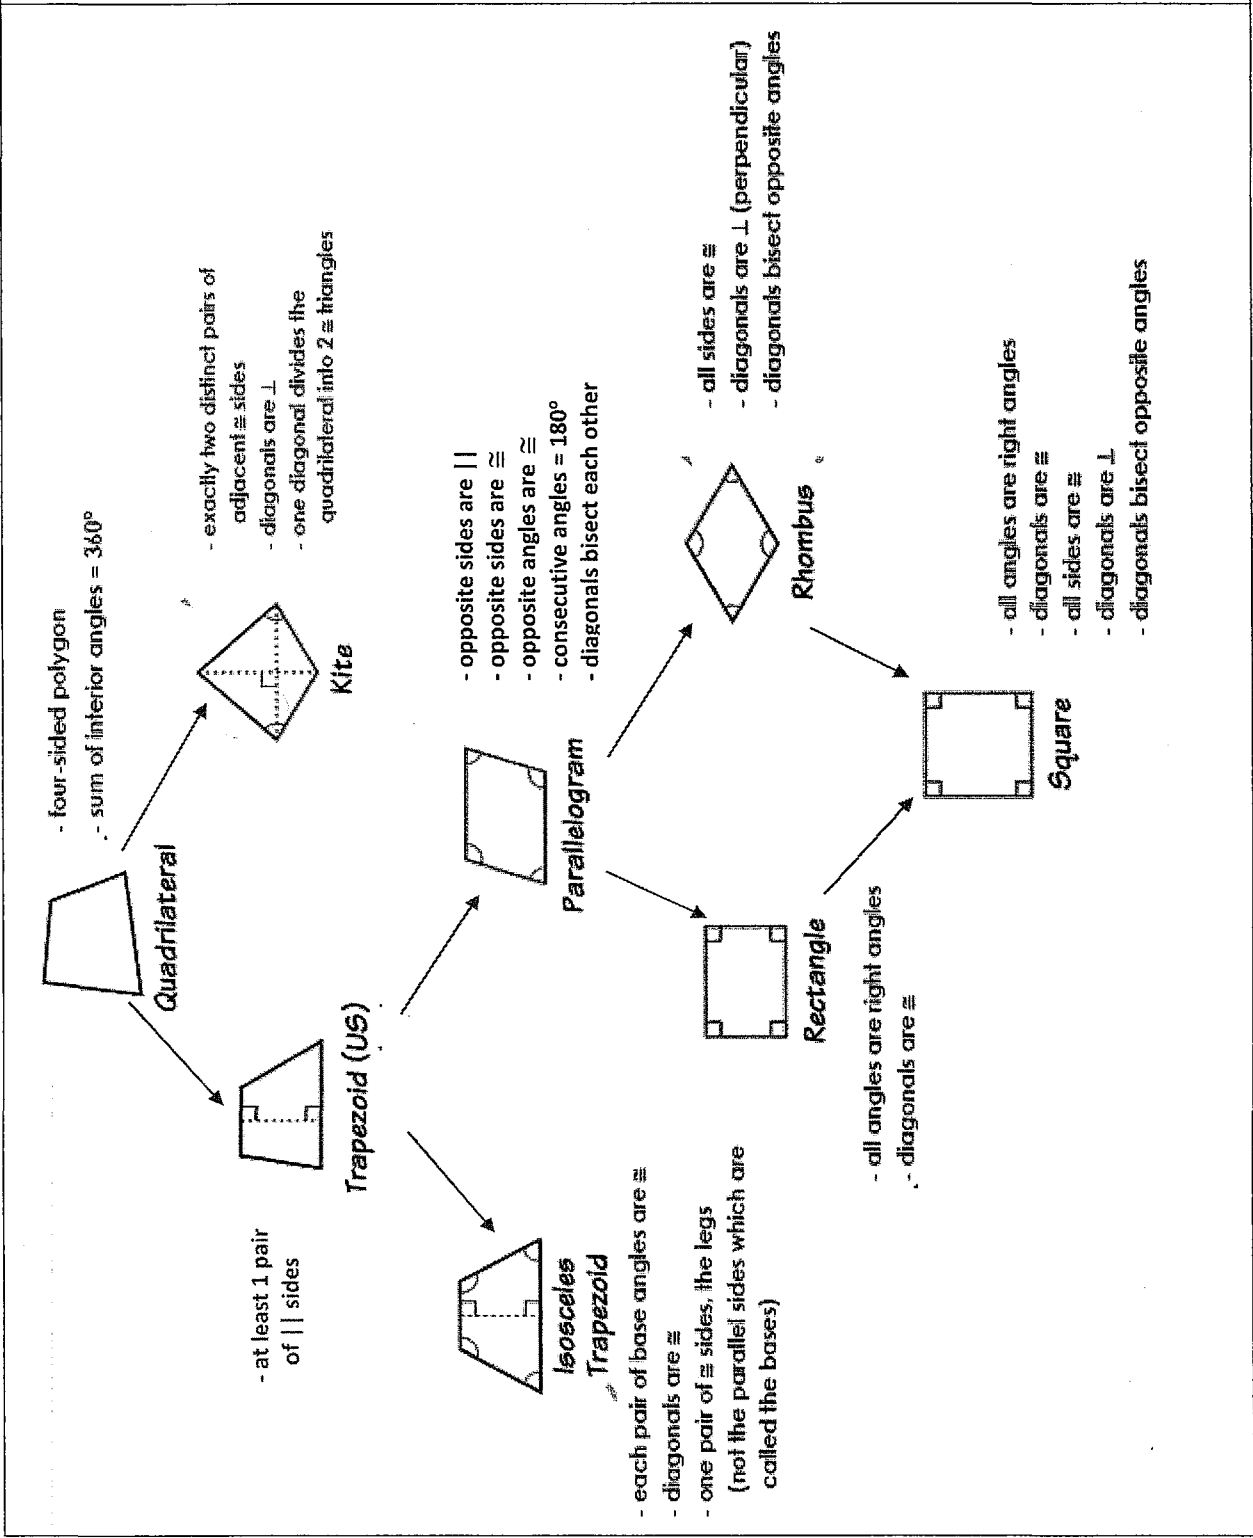 - four-sided polygon
- sum of interior angles = 360°
Quadrilateral
- exactly two distinct pairs of
adjacent ≅ sides
- diagonals are ⊥
- one diagonal divides the
quadrilateral into 2 ≅ triangles
Kite
- at least 1 pair
of || sides
Trapezoid (US)
- opposite sides are ||
- opposite sides are ≅
- opposite angles are ≅
- consecutive angles = 180°
- diagonals bisect each other
Parallelogram
Isosceles
Trapezoid
- each pair of base angles are ≅
- diagonals are ≅
- one pair of ≅ sides, the legs
(not the parallel sides which are
called the bases)
- all sides are ≅
- diagonals are ⊥ (perpendicular)
- diagonals bisect opposite angles
Rhombus
Rectangle
- all angles are right angles
- diagonals are ≅
- all angles are right angles
- diagonals are ≅
- all sides are ≅
- diagonals are ⊥
- diagonals bisect opposite angles
Square